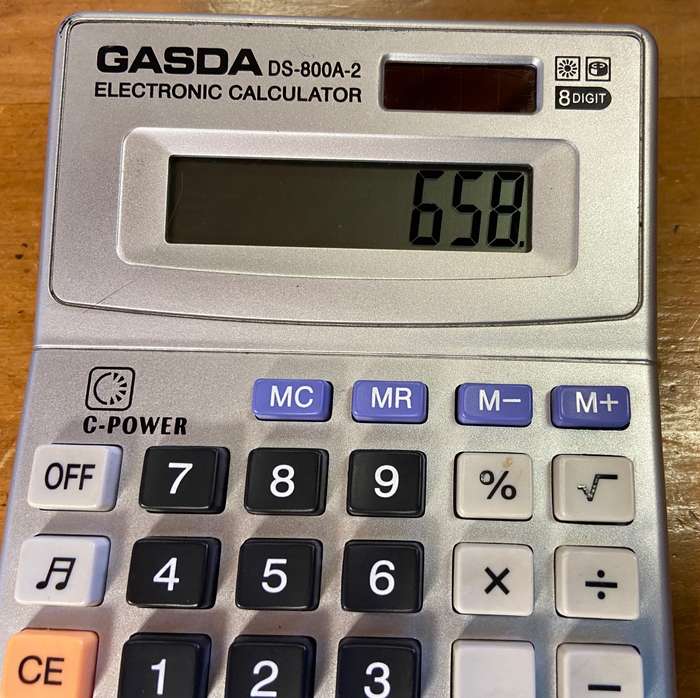 GASDA DS-800A-2
ELECTRONIC CALCULATOR
8 DIGIT
658.
C-POWER
MC MR M− M+
OFF 7 8 9 % √
4 5 6 × ÷
CE 1 2 3 −